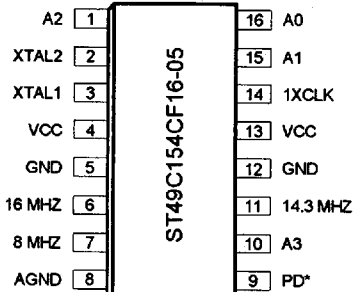 A2 1 16 A0
XTAL2 2 15 A1
XTAL1 3 14 1XCLK
VCC 4 13 VCC
GND 5 12 GND
16 MHZ 6 11 14.3 MHZ
8 MHZ 7 10 A3
AGND 8 9 PD*
ST49C154CF16-05